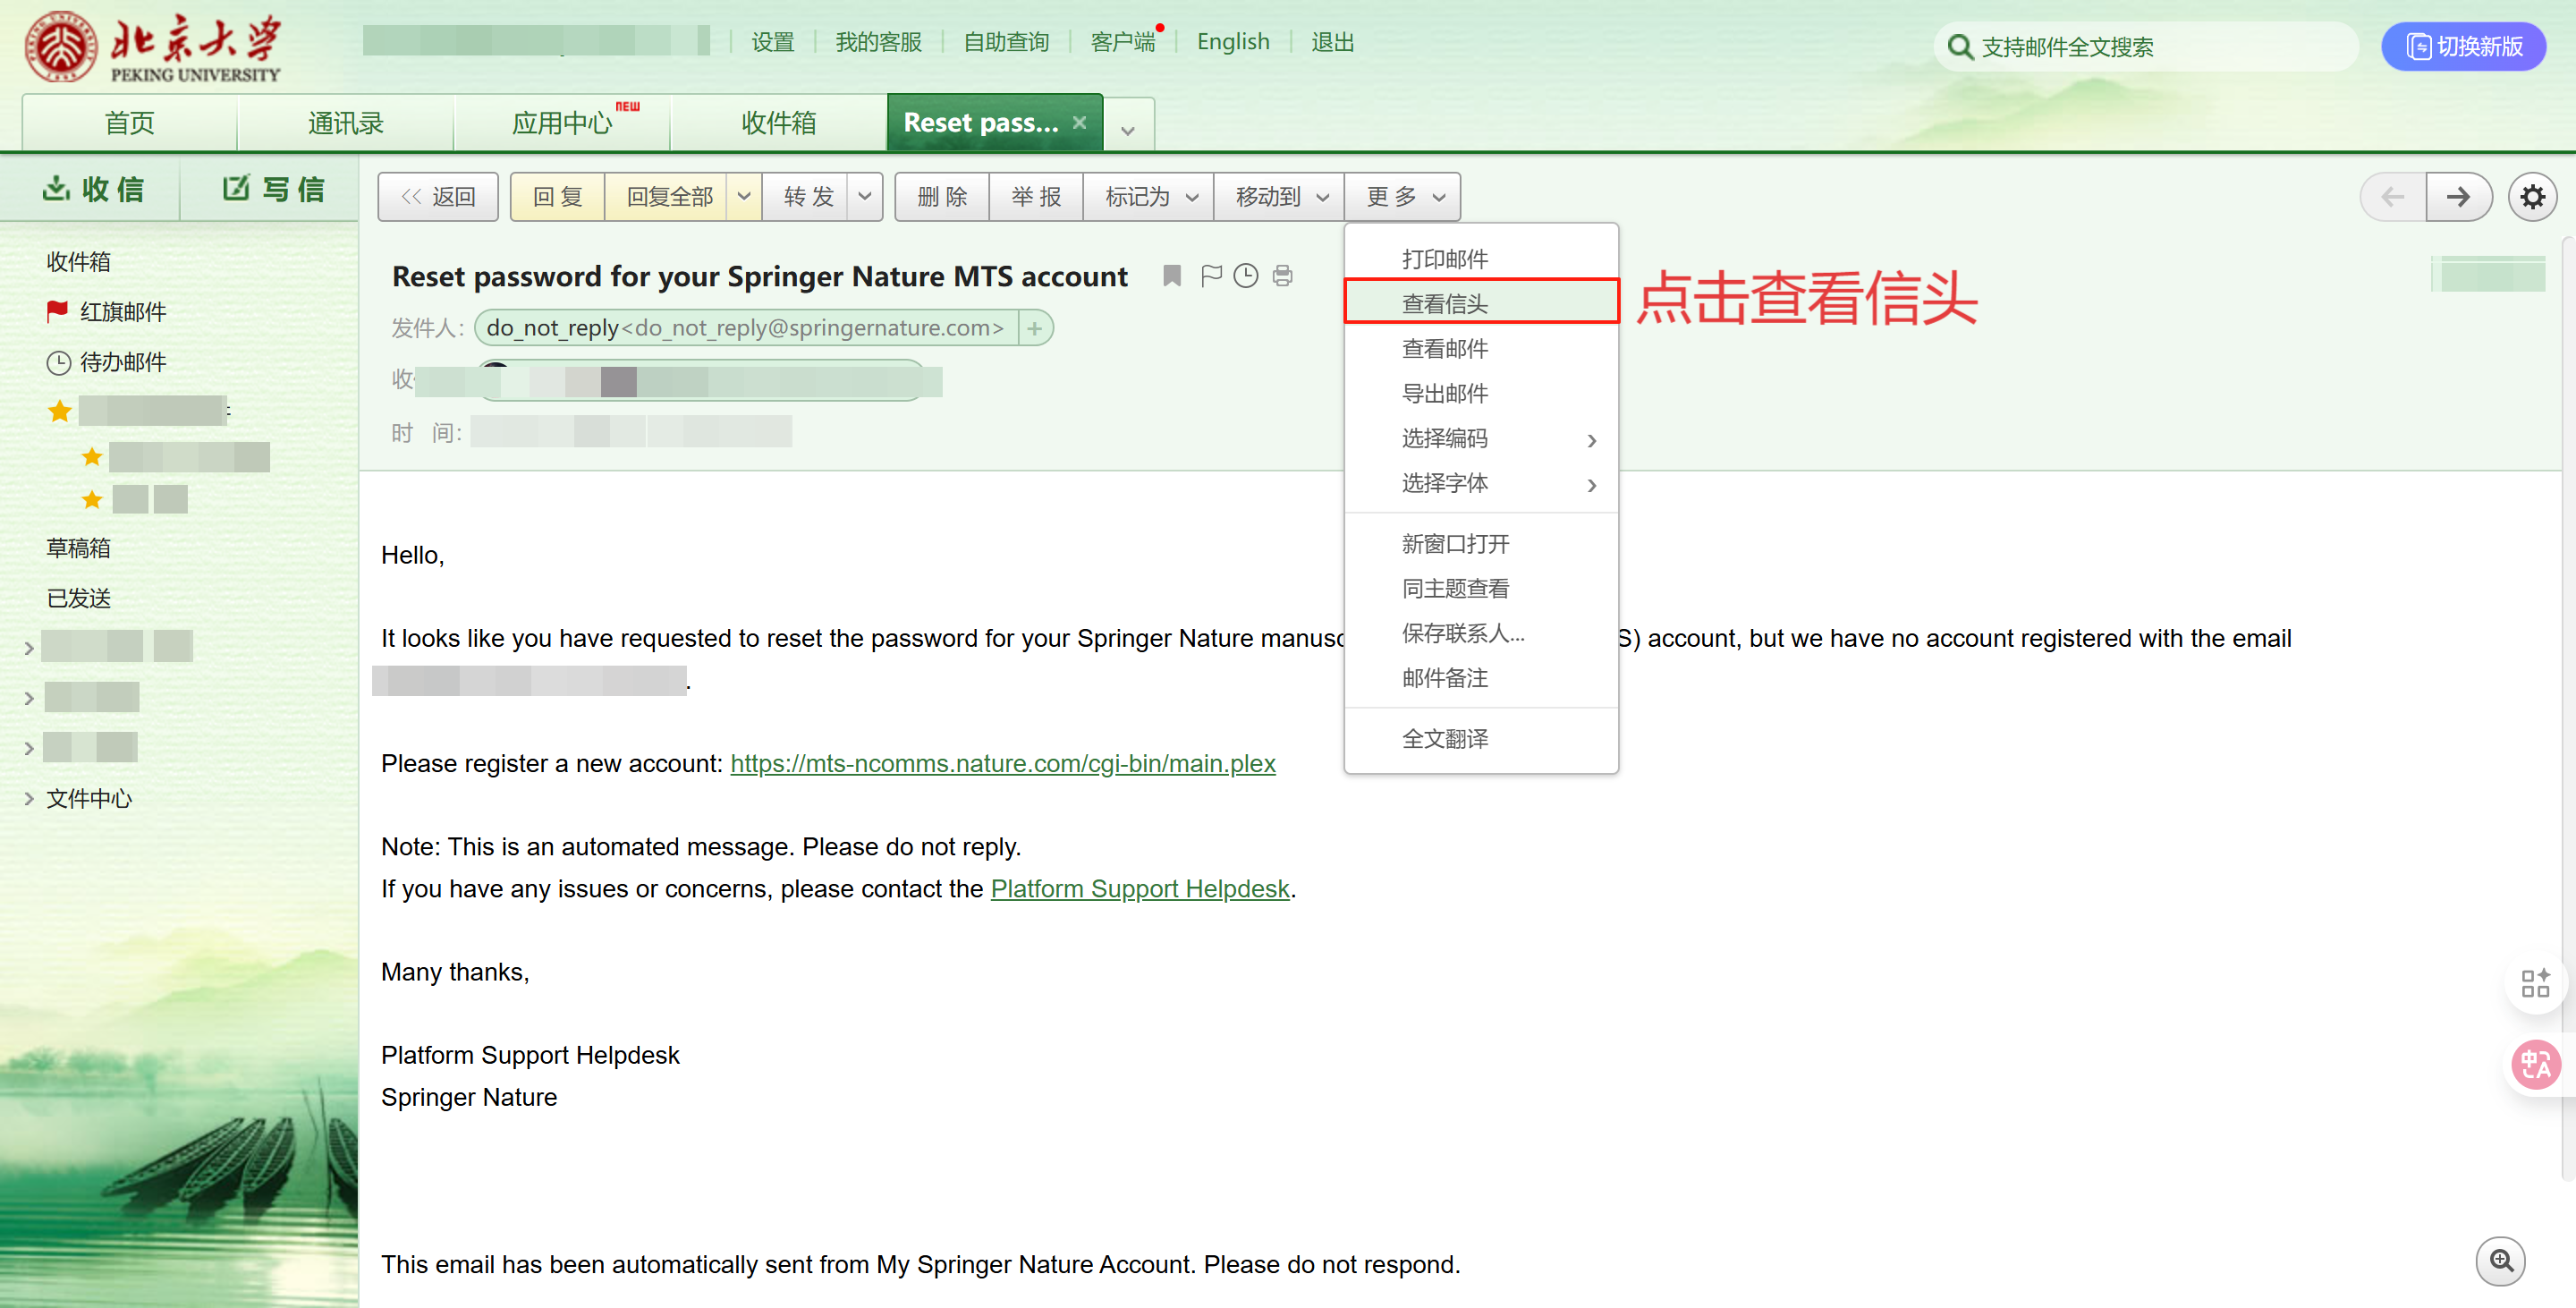 北京大学
PEKING UNIVERSITY
设置 我的客服 自助查询 客户端 English 退出
支持邮件全文搜索
切换新版
首页 通讯录 应用中心 NEW 收件箱 Reset pass...
收 信 写 信
返回 回 复 回复全部 转 发 删 除 举 报 标记为 移动到 更 多
收件箱
红旗邮件
待办邮件
草稿箱
已发送
文件中心
Reset password for your Springer Nature MTS account
发件人： do_not_reply<do_not_reply@springernature.com> +
收
时 间：
打印邮件
查看信头
点击查看信头
查看邮件
导出邮件
选择编码
选择字体
新窗口打开
同主题查看
保存联系人...
邮件备注
全文翻译
Hello,
It looks like you have requested to reset the password for your Springer Nature manusc S) account, but we have no account registered with the email
.
Please register a new account: https://mts-ncomms.nature.com/cgi-bin/main.plex
Note: This is an automated message. Please do not reply.
If you have any issues or concerns, please contact the Platform Support Helpdesk.
Many thanks,
Platform Support Helpdesk
Springer Nature
This email has been automatically sent from My Springer Nature Account. Please do not respond.
中A